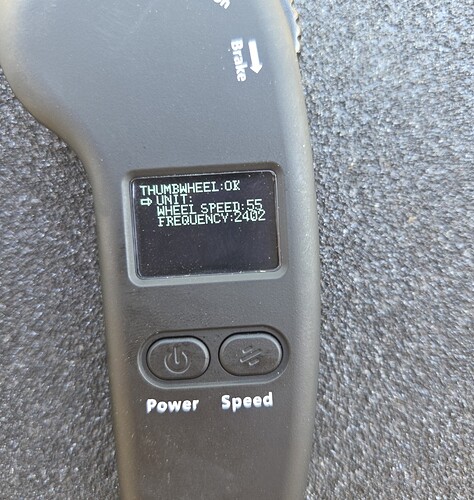 Brake
THUMBWHEEL:OK
UNIT:
WHEEL SPEED:55
FREQUENCY:2402
Power
Speed